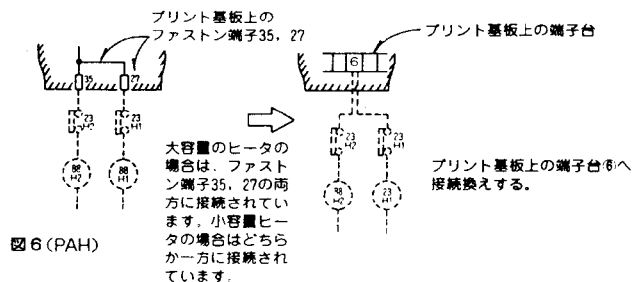 プリント基板上の
ファストン端子35，27
35
27
23
H2
23
H1
88
H2
88
H1
大容量のヒータの
場合は、ファスト
ン端子35，27の両
方に接続されてい
ます。小容量ヒー
タの場合はどちら
か一方に接続され
ています。
図6(PAH)
プリント基板上の端子台
6
23
H2
23
H1
88
H2
23
H1
プリント基板上の端子台⑹へ
接続換えする。